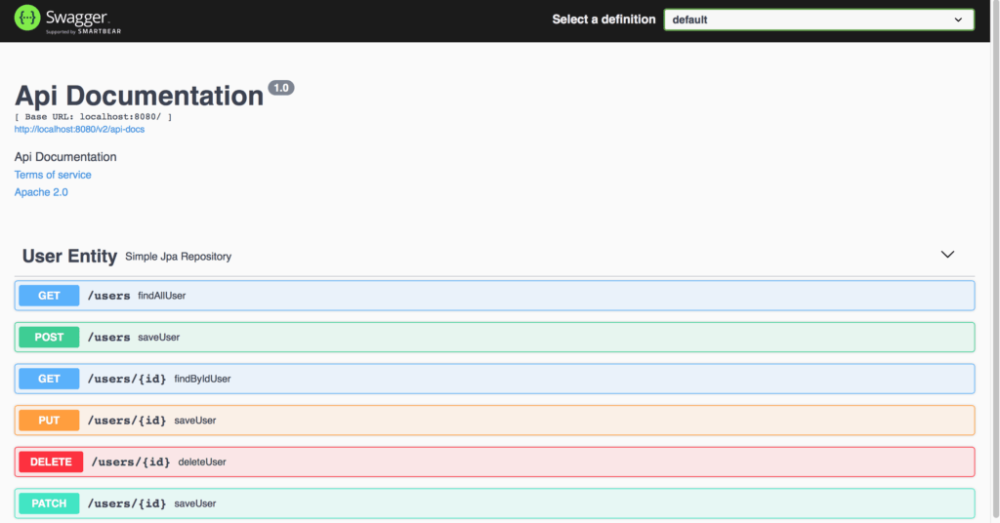 Swagger
Supported by SMARTBEAR
Select a definition
default
Api Documentation 1.0
[ Base URL: localhost:8080/ ]
http://localhost:8080/v2/api-docs
Api Documentation
Terms of service
Apache 2.0
User Entity Simple Jpa Repository
GET /users findAllUser
POST /users saveUser
GET /users/{id} findByIdUser
PUT /users/{id} saveUser
DELETE /users/{id} deleteUser
PATCH /users/{id} saveUser